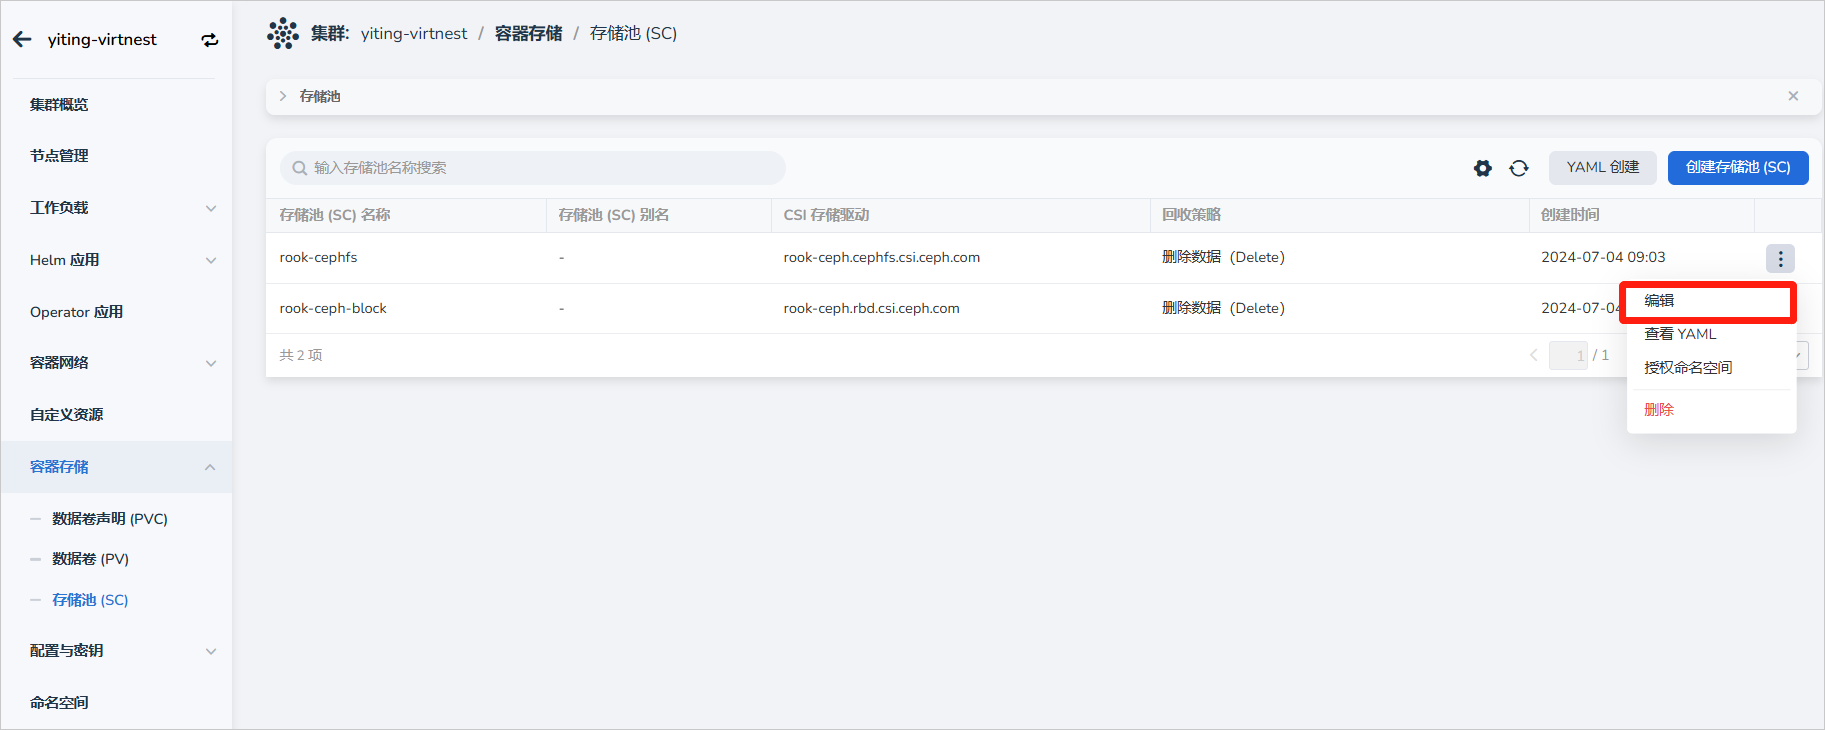 yiting-virtnest
集群概览
节点管理
工作负载
Helm 应用
Operator 应用
容器网络
自定义资源
容器存储
数据卷声明 (PVC)
数据卷 (PV)
存储池 (SC)
配置与密钥
命名空间
集群: yiting-virtnest / 容器存储 / 存储池 (SC)
存储池
输入存储池名称搜索
YAML 创建
创建存储池 (SC)
存储池 (SC) 名称 存储池 (SC) 别名 CSI 存储驱动 回收策略 创建时间
rook-cephfs - rook-ceph.cephfs.csi.ceph.com 删除数据 (Delete) 2024-07-04 09:03
rook-ceph-block - rook-ceph.rbd.csi.ceph.com 删除数据 (Delete) 2024-07-04
共 2 项
1 / 1
编辑
查看 YAML
授权命名空间
删除